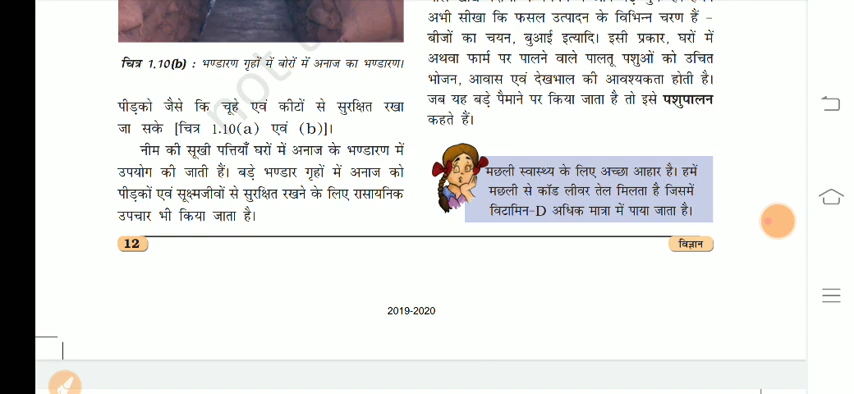 चित्र 1.10(b) : भण्डारण गृहों में बोरों में अनाज का भण्डारण।
पीड़को जैसे कि चूहे एवं कीटों से सुरक्षित रखा
जा सके [चित्र 1.10(a) एवं (b)]।
नीम की सूखी पत्तियाँ घरों में अनाज के भण्डारण में
उपयोग की जाती हैं। बड़े भण्डार गृहों में अनाज को
पीड़कों एवं सूक्ष्मजीवों से सुरक्षित रखने के लिए रासायनिक
उपचार भी किया जाता है।
अभी सीखा कि फसल उत्पादन के विभिन्न चरण हैं –
बीजों का चयन, बुआई इत्यादि। इसी प्रकार, घरों में
अथवा फार्म पर पालने वाले पालतू पशुओं को उचित
भोजन, आवास एवं देखभाल की आवश्यकता होती है।
जब यह बड़े पैमाने पर किया जाता है तो इसे पशुपालन
कहते हैं।
मछली स्वास्थ्य के लिए अच्छा आहार है। हमें
मछली से कॉड लीवर तेल मिलता है जिसमें
विटामिन-D अधिक मात्रा में पाया जाता है।
12
विज्ञान
2019-2020
not